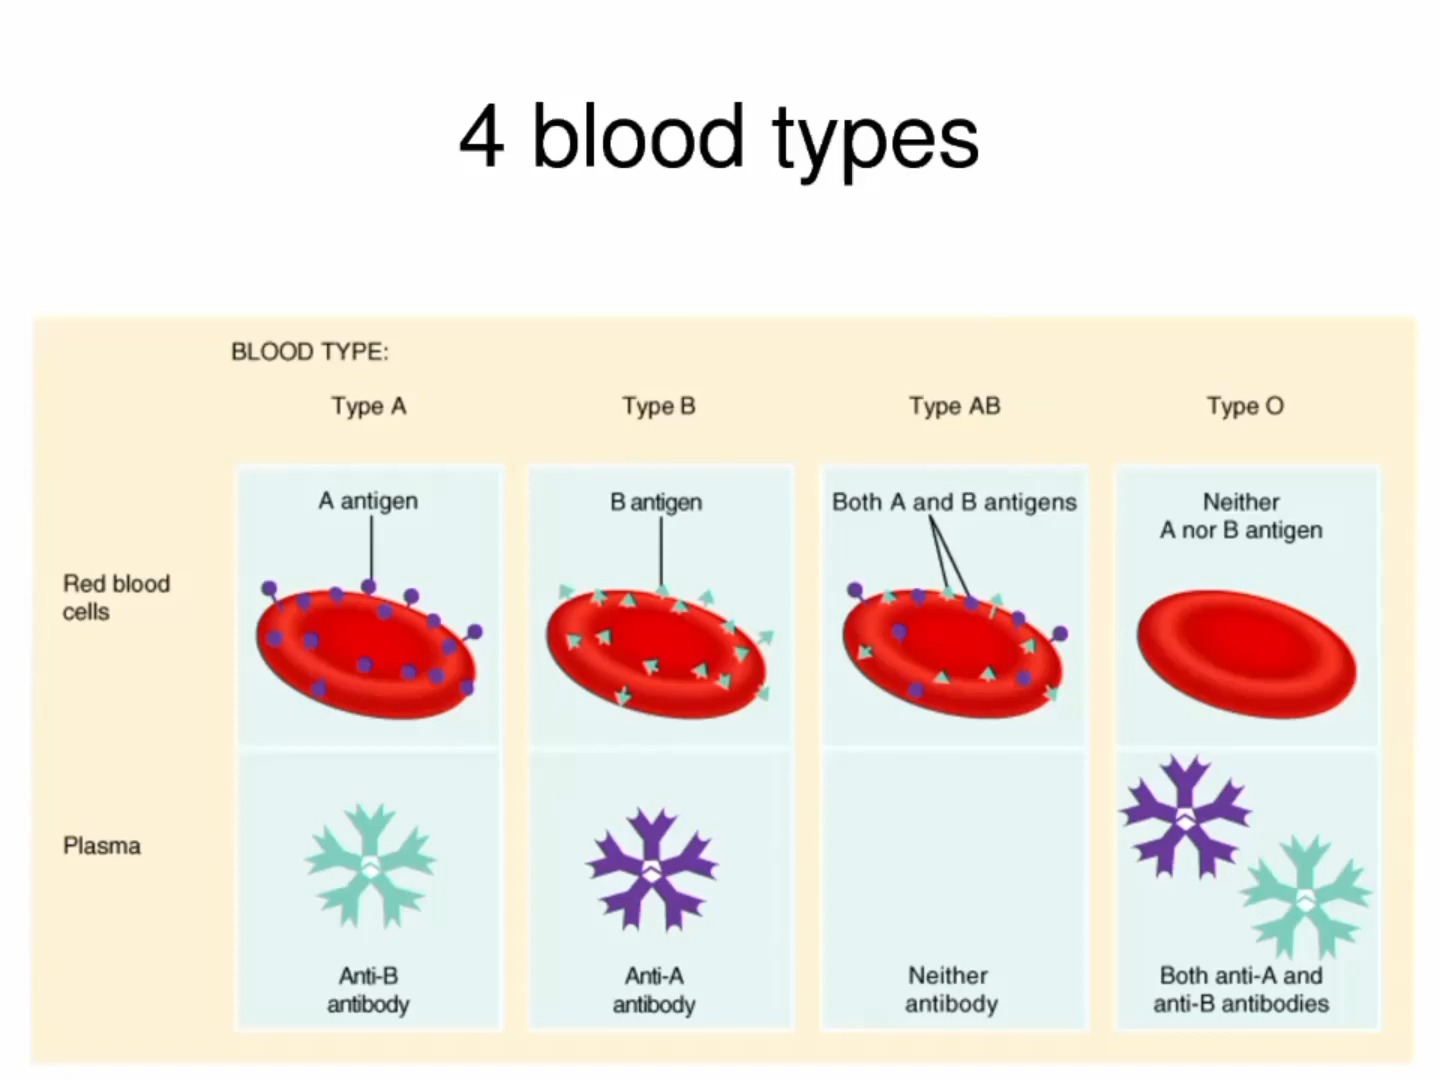 4 blood types
BLOOD TYPE:
Type A
Type B
Type AB
Type O
Red blood
cells
A antigen
B antigen
Both A and B antigens
Neither
A nor B antigen
Plasma
Anti-B
antibody
Anti-A
antibody
Neither
antibody
Both anti-A and
anti-B antibodies